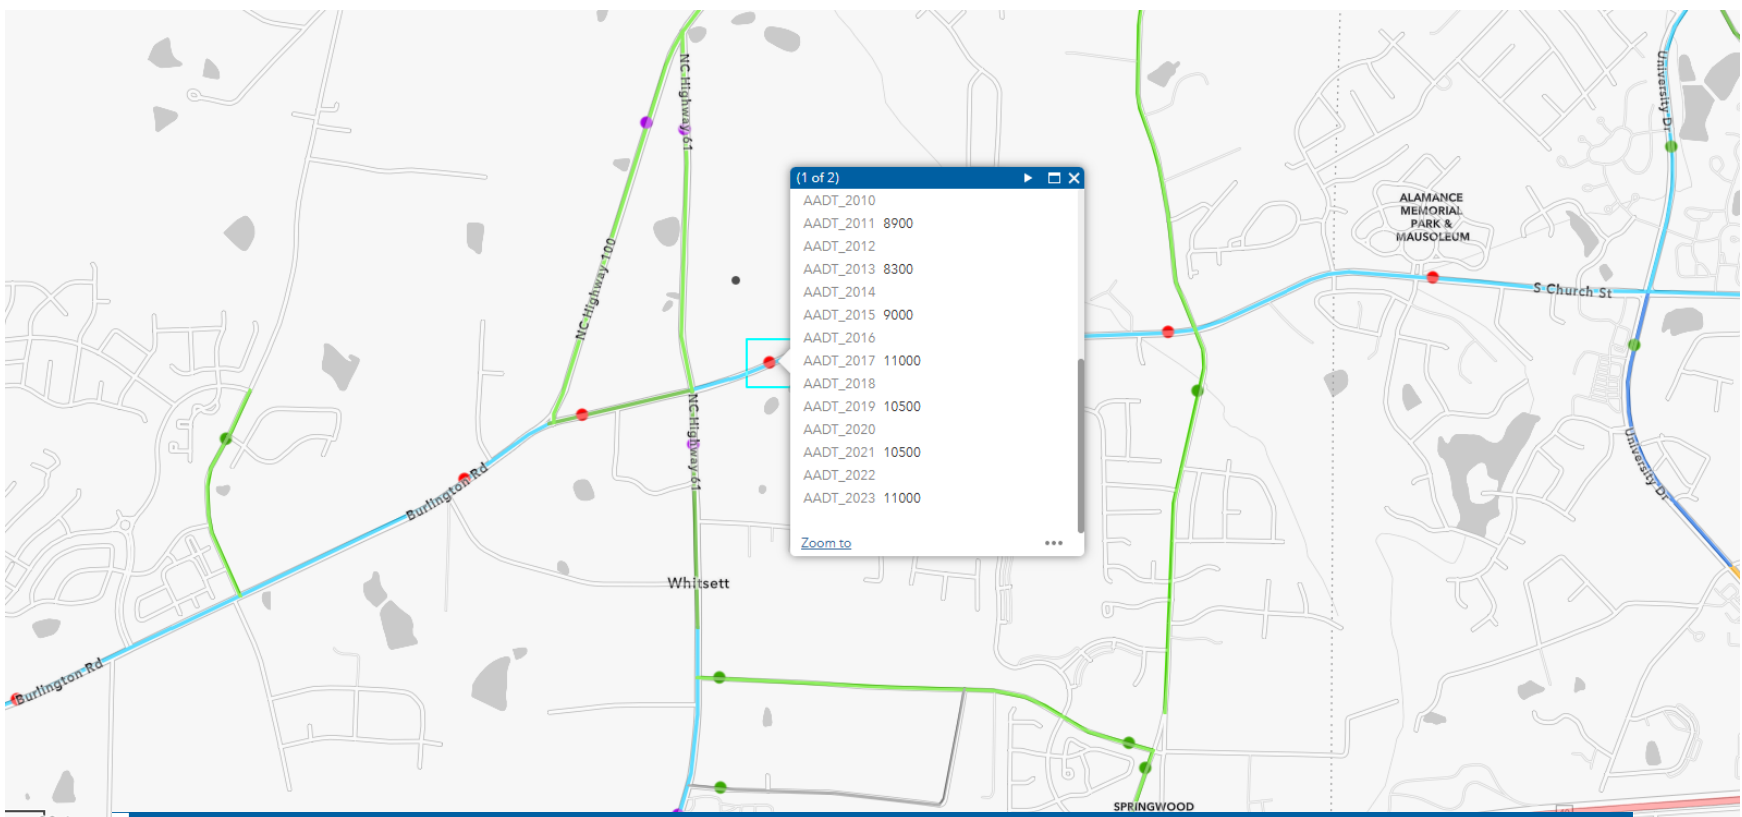 NC Highway 61
University Dr
(1 of 2)
AADT_2010
AADT_2011 8900
AADT_2012
AADT_2013 8300
AADT_2014
AADT_2015 9000
AADT_2016
AADT_2017 11000
AADT_2018
AADT_2019 10500
AADT_2020
AADT_2021 10500
AADT_2022
AADT_2023 11000
Zoom to
ALAMANCE
MEMORIAL
PARK &
MAUSOLEUM
NC Highway 100
S Church St
NC Highway 61
Burlington Rd
University Dr
Whitsett
Burlington Rd
SPRINGWOOD